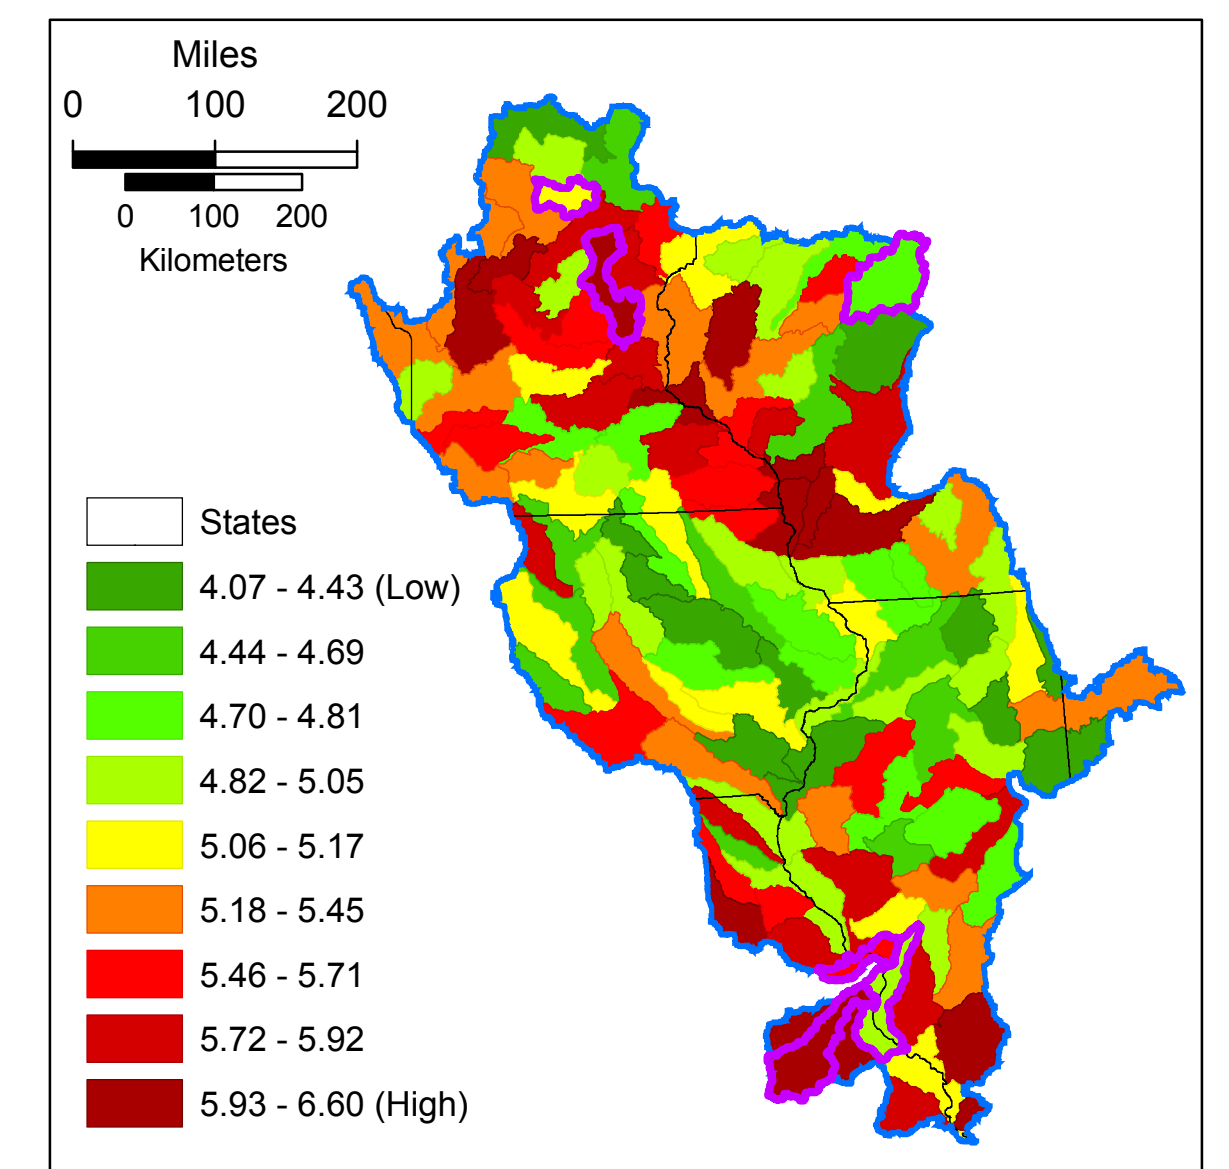 Miles
0 100 200
0 100 200
Kilometers
States
4.07 - 4.43 (Low)
4.44 - 4.69
4.70 - 4.81
4.82 - 5.05
5.06 - 5.17
5.18 - 5.45
5.46 - 5.71
5.72 - 5.92
5.93 - 6.60 (High)